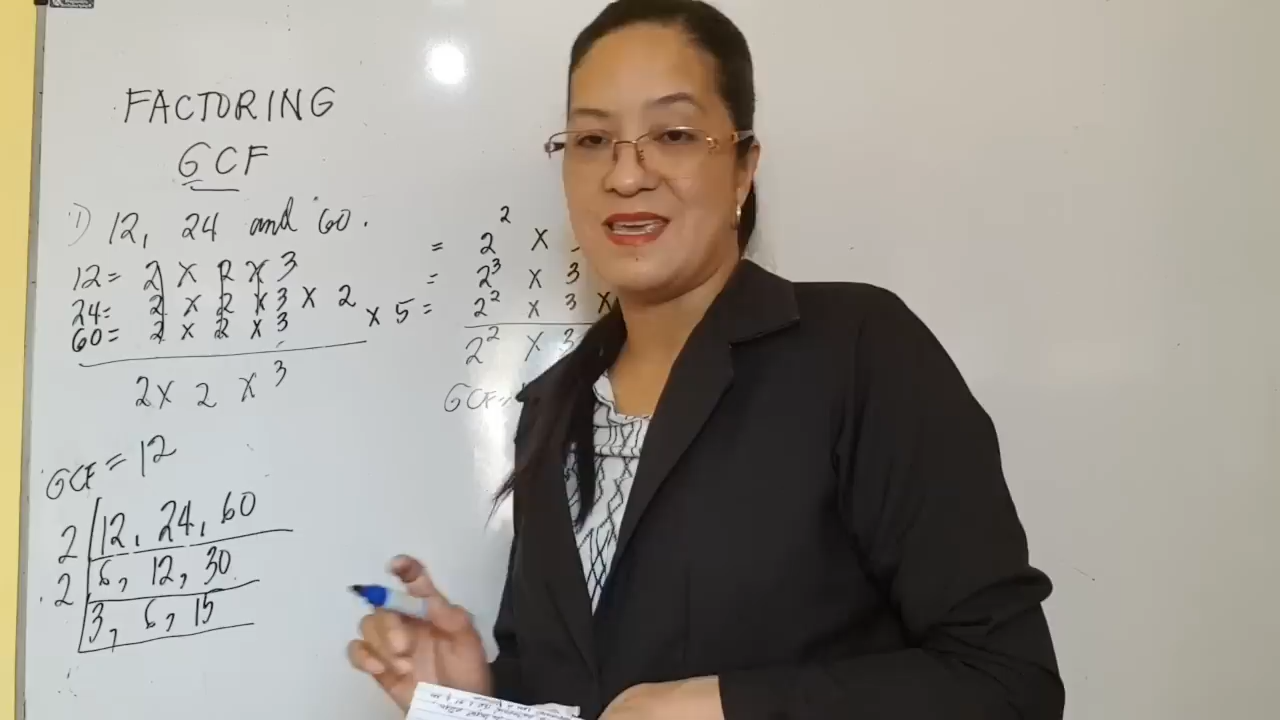 FACTORING
GCF
1) 12, 24 and 60.
12 = 2 x 2 x 3 = 2² x
24 = 2 x 2 x 3 x 2 = 2³ x 3
60 = 2 x 2 x 3 x 5 = 2² x 3 x
2 x 2 x 3 2² x 3
GCF =
GCF = 12
2 12, 24, 60
2 6, 12, 30
3, 6, 15